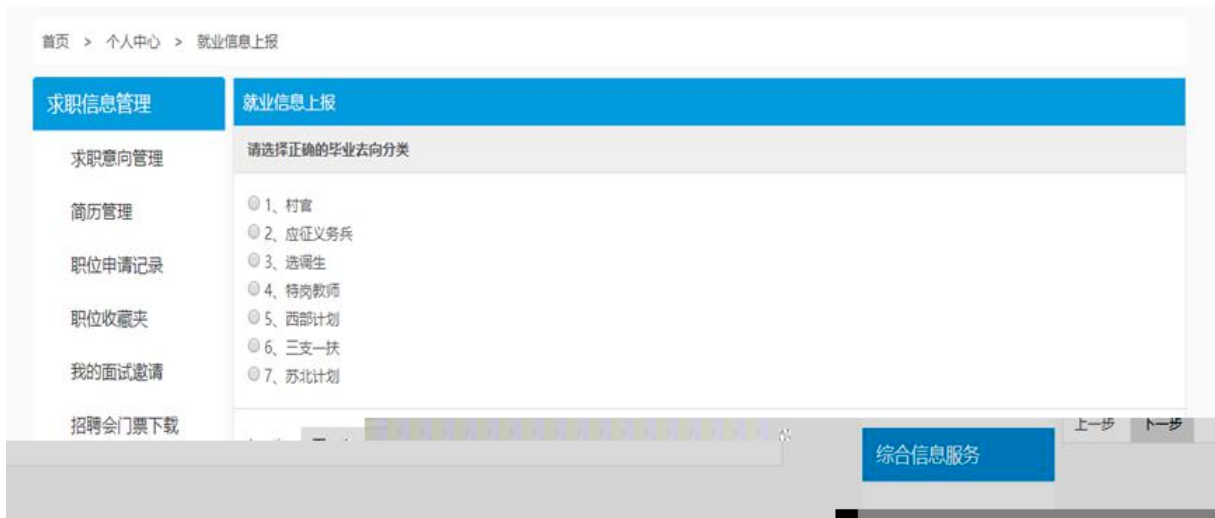 首页 > 个人中心 > 就业信息上报
求职信息管理
求职意向管理
简历管理
职位申请记录
职位收藏夹
我的面试邀请
招聘会门票下载
就业信息上报
请选择正确的毕业去向分类
1、村官
2、应征义务兵
3、选调生
4、特岗教师
5、西部计划
6、三支一扶
7、苏北计划
上一步 下一步
综合信息服务